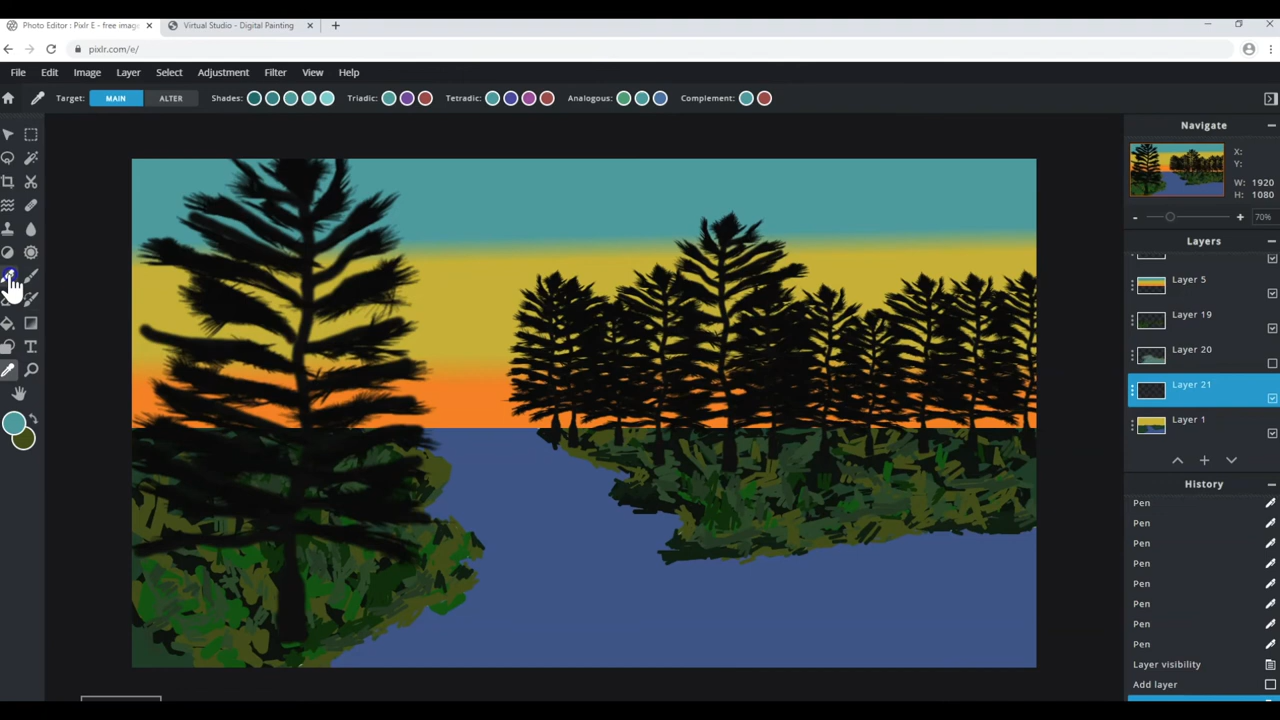 Photo Editor : Pixlr E - free imag
Virtual Studio - Digital Painting
pixlr.com/e/
File Edit Image Layer Select Adjustment Filter View Help
Target: MAIN ALTER Shades: Triadic: Tetradic: Analogous: Complement:
Navigate
X:
Y:
W: 1920
H: 1080
- + 70%
Layers
Layer 5
Layer 19
Layer 20
Layer 21
Layer 1
History
Pen
Pen
Pen
Pen
Pen
Pen
Pen
Pen
Layer visibility
Add layer